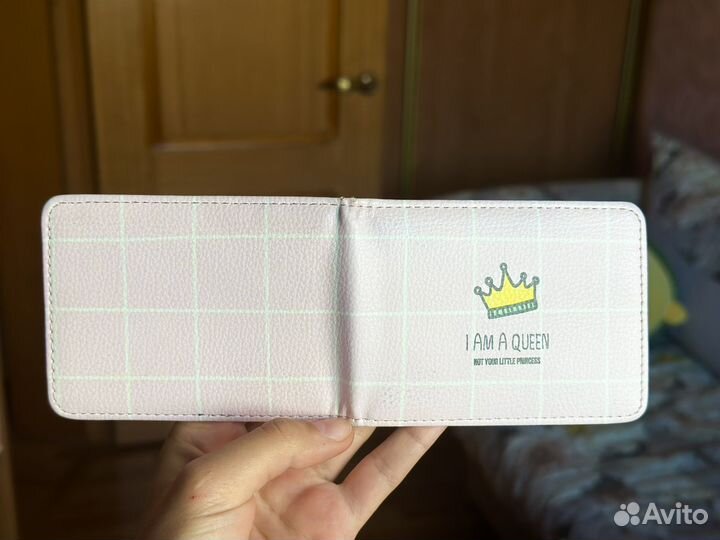 I AM A QUEEN
NOT YOUR LITTLE PRINCESS
Avito